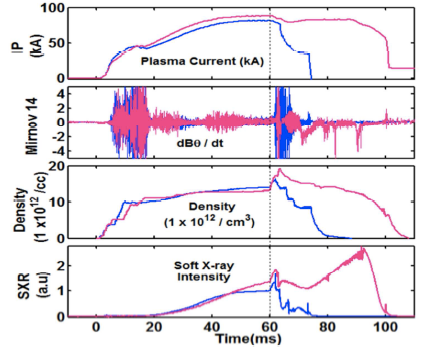 IP
(kA)
100
50
0
Plasma Current (kA)
Mirnov 14
4
2
0
-2
-4
dBθ / dt
Density
(1 x10¹²/cc)
20
10
0
Density
(1 x 10¹² / cm³)
SXR
(a.u)
2
1
0
Soft X-ray
Intensity
0 20 40 60 80 100
Time(ms)